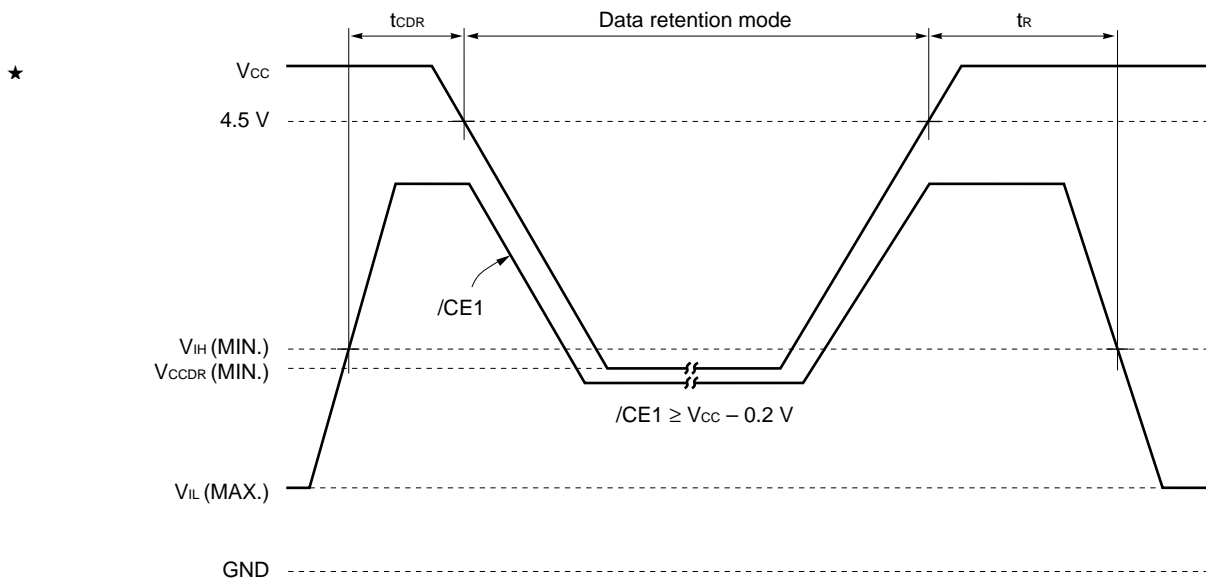 tCDR
Data retention mode
tR
★
VCC
4.5 V
/CE1
VIH (MIN.)
VCCDR (MIN.)
/CE1 ≥ VCC – 0.2 V
VIL (MAX.)
GND